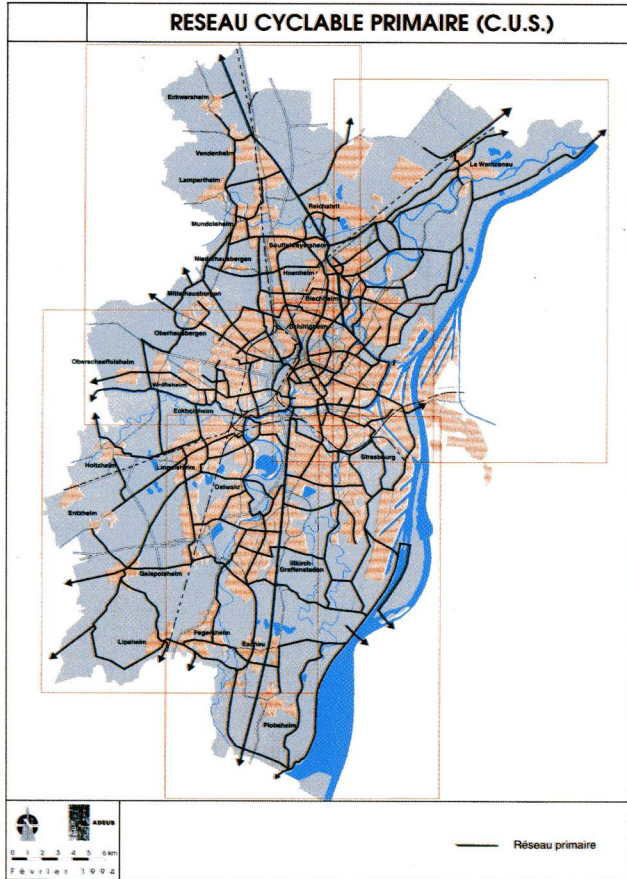 RESEAU CYCLABLE PRIMAIRE (C.U.S.)
Eckwersheim
Vendenheim
La Wantzenau
Lampertheim
Reichstett
Mundolsheim
Souffelweyersheim
Niederhausbergen
Hoenheim
Mittelhausbergen
Bischheim
Schiltigheim
Oberhausbergen
Oberschaeffolsheim
Wolfisheim
Eckbolsheim
Strasbourg
Holtzheim
Lingolsheim
Ostwald
Entzheim
Illkirch-
Graffenstaden
Geispolsheim
Fegersheim
Lipsheim
Eschau
Plobsheim
ADEUS
0 1 2 3 4 5 6 km
Février 1994
Réseau primaire